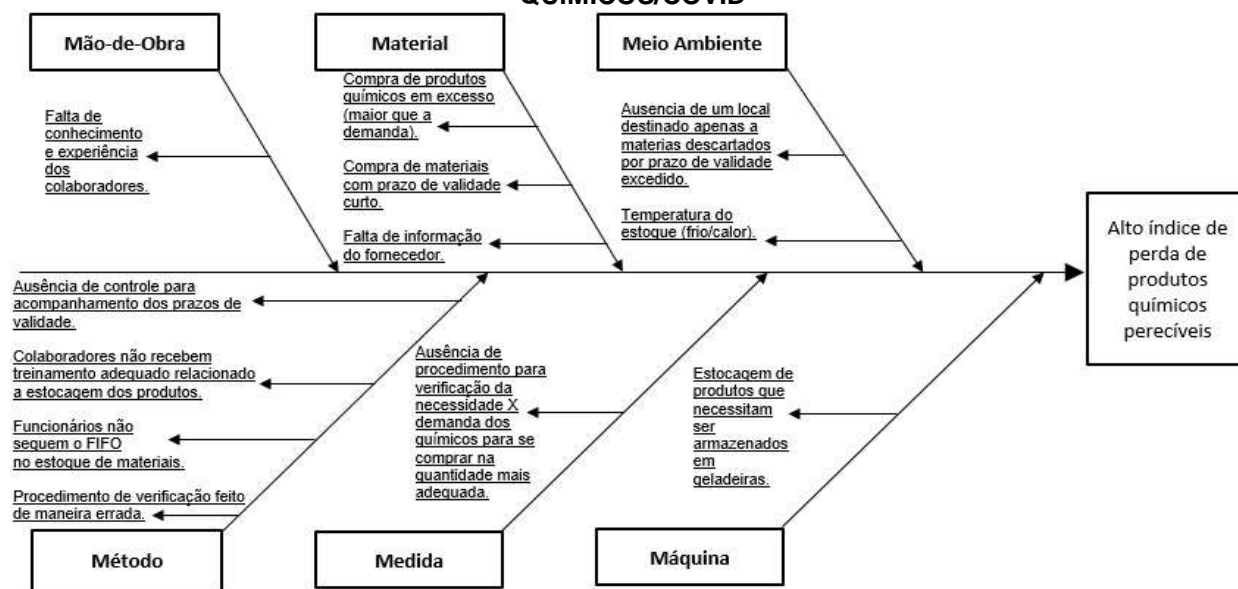 QUÍMICOS/COVID
Mão-de-Obra
Material
Meio Ambiente
Falta de
conhecimento
e experiência
dos
colaboradores.
Compra de produtos
químicos em excesso
(maior que a
demanda).
Compra de materiais
com prazo de validade
curto.
Falta de informação
do fornecedor.
Ausencia de um local
destinado apenas a
materias descartados
por prazo de validade
excedido.
Temperatura do
estoque (frio/calor).
Alto índice de
perda de
produtos
químicos
perecíveis
Ausência de controle para
acompanhamento dos prazos de
validade.
Colaboradores não recebem
treinamento adequado relacionado
a estocagem dos produtos.
Funcionários não
sequem o FIFO
no estoque de materiais.
Procedimento de verificação feito
de maneira errada.
Ausência de
procedimento para
verificação da
necessidade X
demanda dos
químicos para se
comprar na
quantidade mais
adequada.
Estocagem de
produtos que
necessitam
ser
armazenados
em
geladeiras.
Método
Medida
Máquina